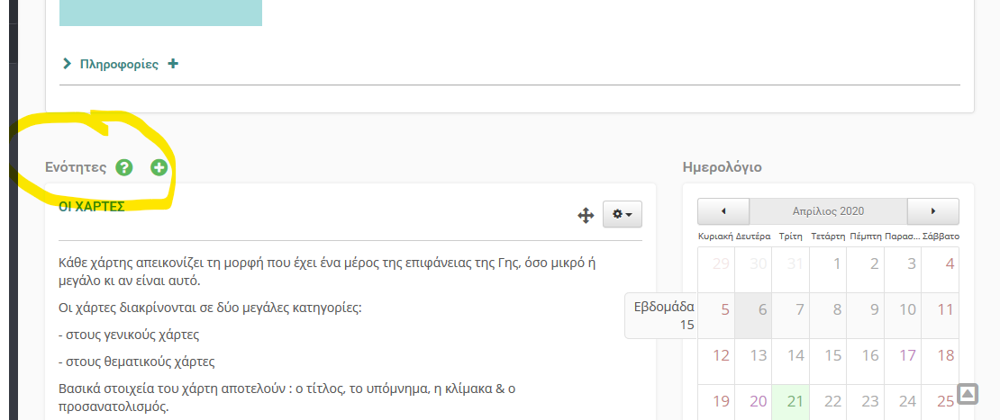 Πληροφορίες
Ενότητες
Ημερολόγιο
ΟΙ ΧΑΡΤΕΣ
Κάθε χάρτης απεικονίζει τη μορφή που έχει ένα μέρος της επιφάνειας της Γης, όσο μικρό ή
μεγάλο κι αν είναι αυτό.
Οι χάρτες διακρίνονται σε δύο μεγάλες κατηγορίες:
- στους γενικούς χάρτες
- στους θεματικούς χάρτες
Βασικά στοιχεία του χάρτη αποτελούν : ο τίτλος, το υπόμνημα, η κλίμακα & ο
προσανατολισμός.
Απρίλιος 2020
Κυριακή Δευτέρα Τρίτη Τετάρτη Πέμπτη Παρασ... Σάββατο
29 30 31 1 2 3 4
Εβδομάδα
15
5 6 7 8 9 10 11
12 13 14 15 16 17 18
19 20 21 22 23 24 25